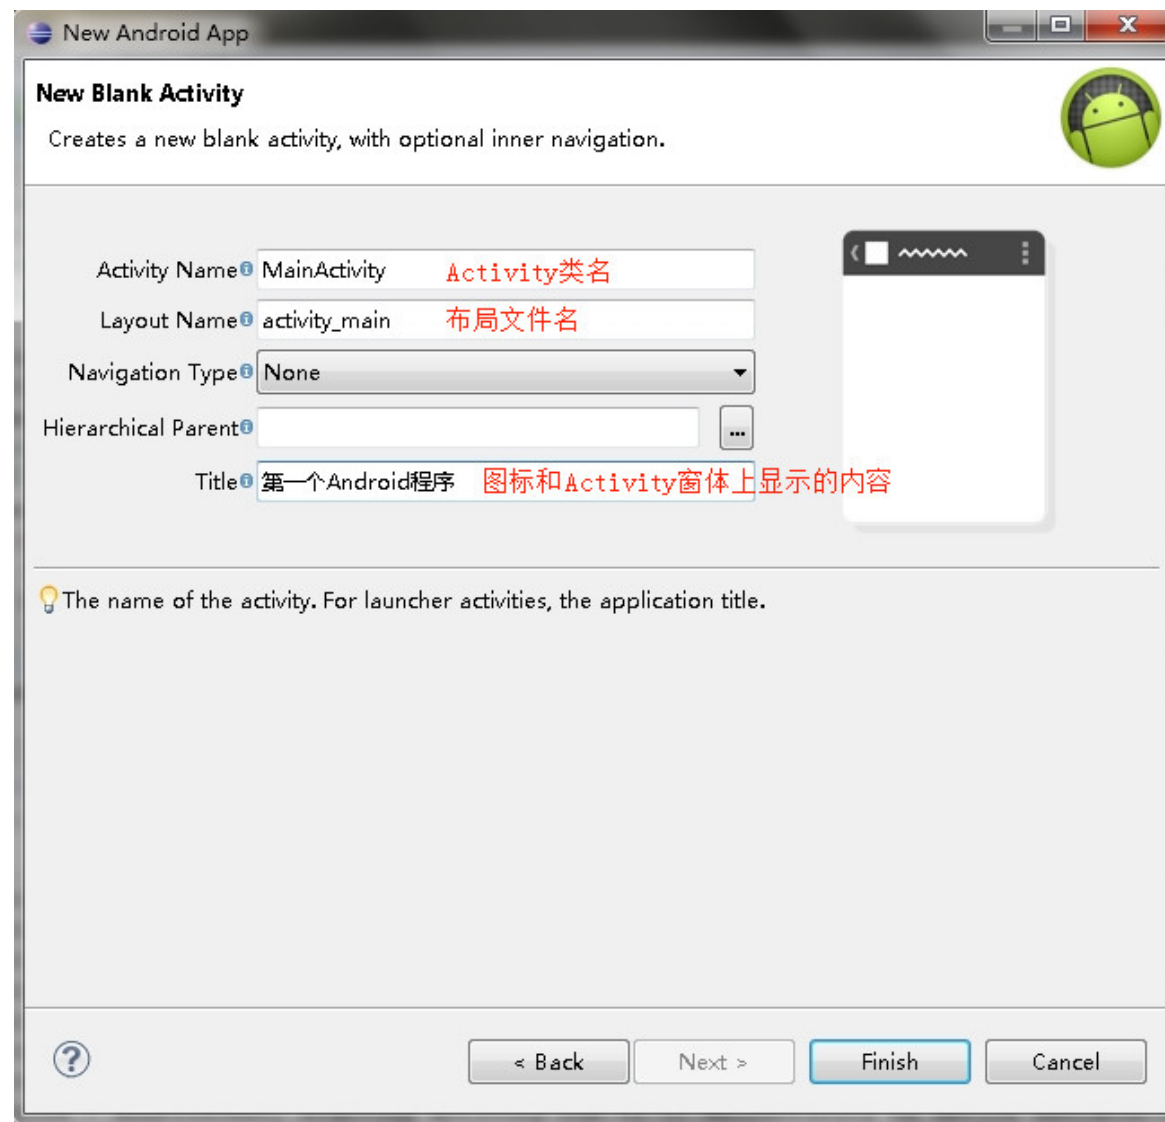 New Android App
New Blank Activity
Creates a new blank activity, with optional inner navigation.
Activity Name MainActivity Activity类名
Layout Name activity_main 布局文件名
Navigation Type None
Hierarchical Parent ...
Title 第一个Android程序 图标和Activity窗体上显示的内容
The name of the activity. For launcher activities, the application title.
? < Back Next > Finish Cancel